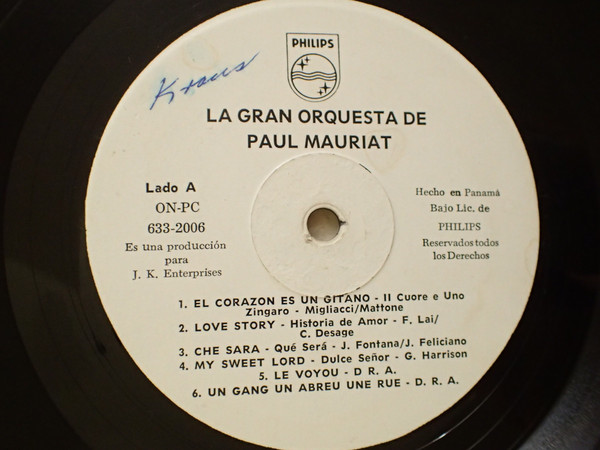 PHILIPS
Kraus
LA GRAN ORQUESTA DE
PAUL MAURIAT
Lado A
ON-PC
633-2006
Es una producción
para
J. K. Enterprises
Hecho en Panamá
Bajo Lic. de
PHILIPS
Reservados todos
los Derechos
1. EL CORAZON ES UN GITANO - Il Cuore e Uno
Zingaro - Migliacci/Mattone
2. LOVE STORY - Historia de Amor - F. Lai/
C. Desage
3. CHE SARA - Qué Será - J. Fontana/J. Feliciano
4. MY SWEET LORD - Dulce Señor - G. Harrison
5. LE VOYOU - D R. A.
6. UN GANG UN ABREU UNE RUE - D. R. A.